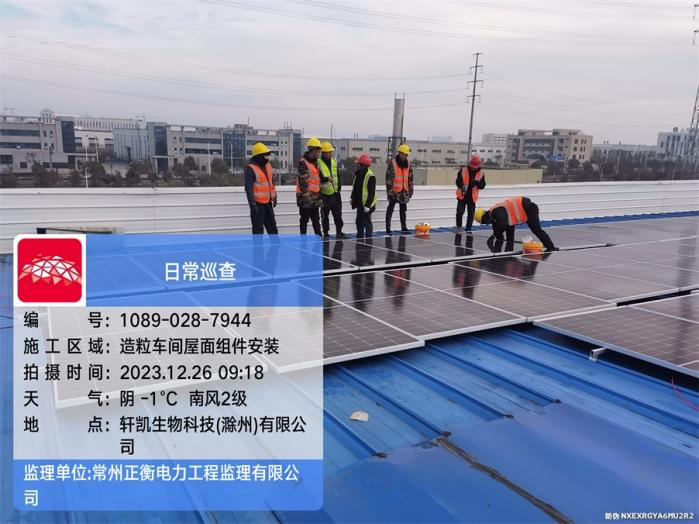 日常巡查
编号：1089-028-7944
施工区域：造粒车间屋面组件安装
拍摄时间：2023.12.26 09:18
天气：阴 -1℃ 南风2级
地点：轩凯生物科技(滁州)有限公
司
监理单位:常州正衡电力工程监理有限公
司
防伪 NXEXRGYA6MU2R2